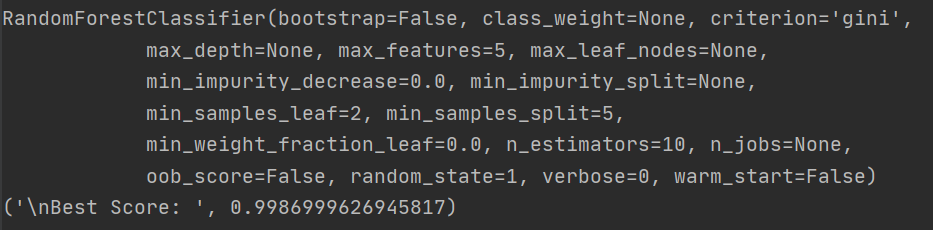 RandomForestClassifier(bootstrap=False, class_weight=None, criterion='gini',
max_depth=None, max_features=5, max_leaf_nodes=None,
min_impurity_decrease=0.0, min_impurity_split=None,
min_samples_leaf=2, min_samples_split=5,
min_weight_fraction_leaf=0.0, n_estimators=10, n_jobs=None,
oob_score=False, random_state=1, verbose=0, warm_start=False)
('\nBest Score: ', 0.9986999626945817)